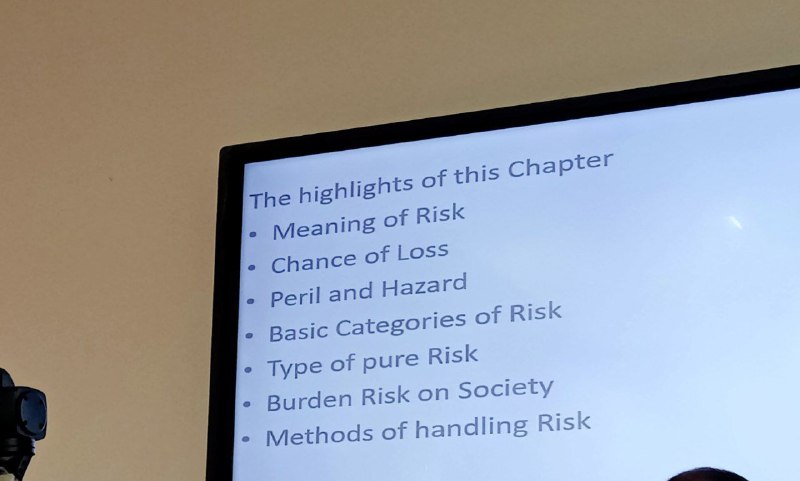 The highlights of this Chapter
• Meaning of Risk
• Chance of Loss
• Peril and Hazard
• Basic Categories of Risk
• Type of pure Risk
• Burden Risk on Society
• Methods of handling Risk